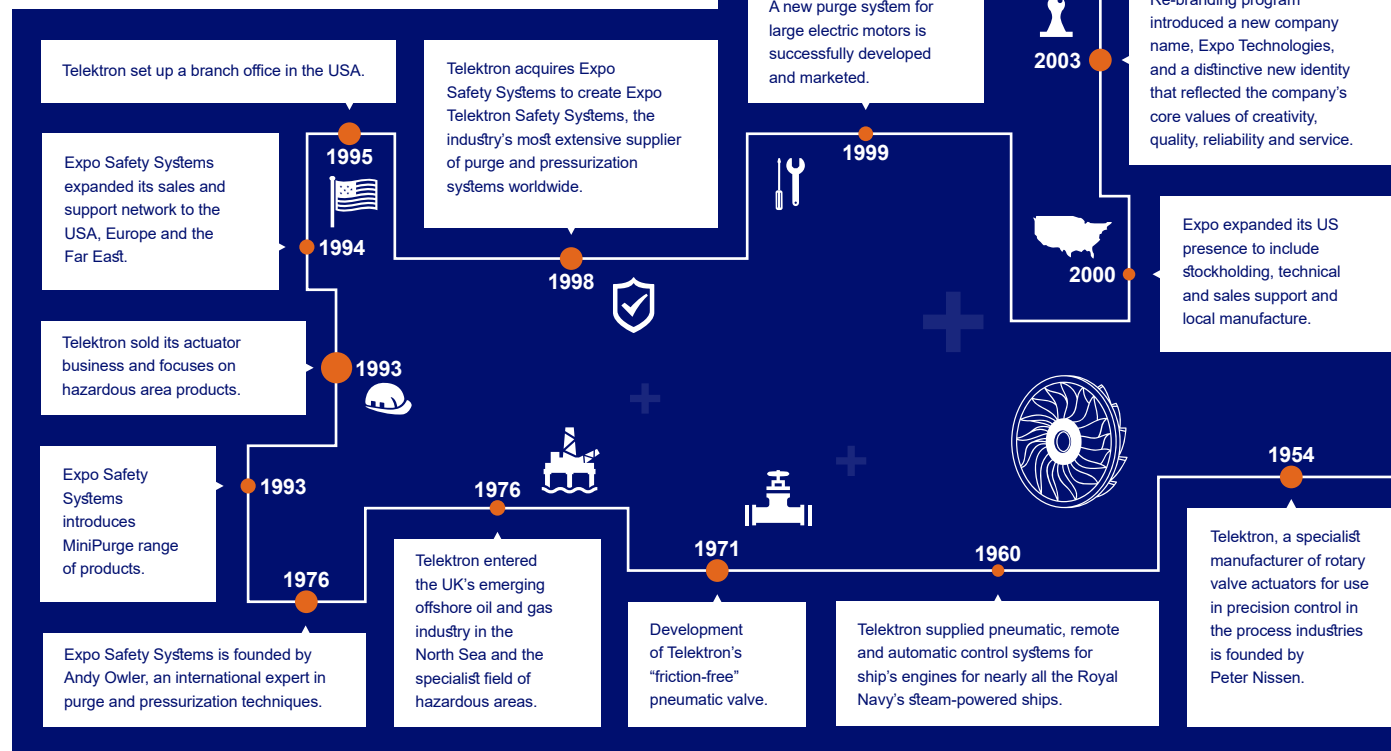 A new purge system for
large electric motors is
successfully developed
and marketed.
2003
Re-branding program
introduced a new company
name, Expo Technologies,
and a distinctive new identity
that reflected the company's
core values of creativity,
quality, reliability and service.
Telektron set up a branch office in the USA.
1995
Telektron acquires Expo
Safety Systems to create Expo
Telektron Safety Systems, the
industry's most extensive supplier
of purge and pressurization
systems worldwide.
1998
1999
Expo Safety Systems
expanded its sales and
support network to the
USA, Europe and the
Far East.
1994
Expo expanded its US
presence to include
stockholding, technical
and sales support and
local manufacture.
2000
Telektron sold its actuator
business and focuses on
hazardous area products.
1993
Expo Safety
Systems
introduces
MiniPurge range
of products.
1993
1976
Expo Safety Systems is founded by
Andy Owler, an international expert in
purge and pressurization techniques.
1976
Telektron entered
the UK's emerging
offshore oil and gas
industry in the
North Sea and the
specialist field of
hazardous areas.
1971
Development
of Telektron's
“friction-free”
pneumatic valve.
1960
Telektron supplied pneumatic, remote
and automatic control systems for
ship's engines for nearly all the Royal
Navy's steam-powered ships.
1954
Telektron, a specialist
manufacturer of rotary
valve actuators for use
in precision control in
the process industries
is founded by
Peter Nissen.